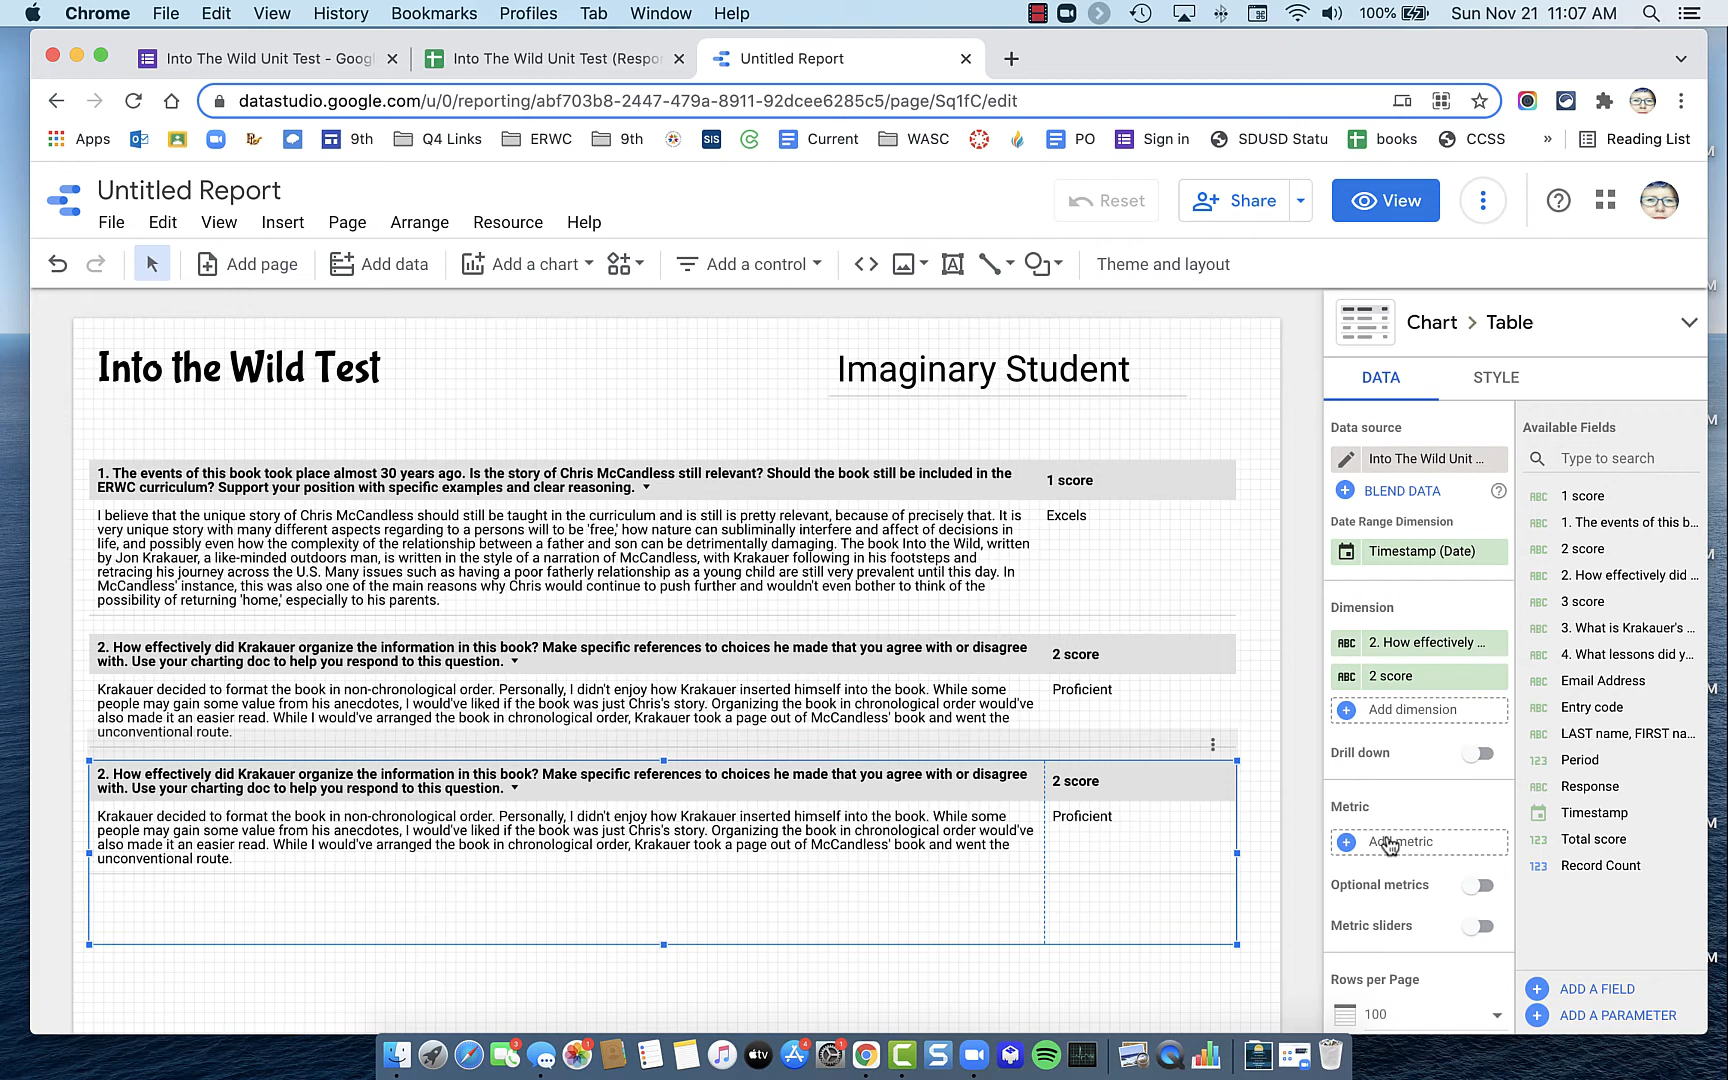 Chrome File Edit View History Bookmarks Profiles Tab Window Help 100% Sun Nov 21 11:07 AM
Into The Wild Unit Test - Goog Into The Wild Unit Test (Respo Untitled Report
datastudio.google.com/u/0/reporting/abf703b8-2447-479a-8911-92dcee6285c5/page/Sq1fC/edit
Apps 9th Q4 Links ERWC 9th SIS Current WASC PO Sign in SDUSD Statu books CCSS » Reading List
Untitled Report
Reset Share View
File Edit View Insert Page Arrange Resource Help
Add page Add data Add a chart Add a control Theme and layout
Into the Wild Test
Imaginary Student
1. The events of this book took place almost 30 years ago. Is the story of Chris McCandless still relevant? Should the book still be included in the
ERWC curriculum? Support your position with specific examples and clear reasoning.
1 score
I believe that the unique story of Chris McCandless should still be taught in the curriculum and is still is pretty relevant, because of precisely that. It is
very unique story with many different aspects regarding to a persons will to be 'free,' how nature can subliminally interfere and affect of decisions in
life, and possibly even how the complexity of the relationship between a father and son can be detrimentally damaging. The book Into the Wild, written
by Jon Krakauer, a like-minded outdoors man, is written in the style of a narration of McCandless, with Krakauer following in his footsteps and
retracing his journey across the U.S. Many issues such as having a poor fatherly relationship as a young child are still very prevalent until this day. In
McCandless' instance, this was also one of the main reasons why Chris would continue to push further and wouldn't even bother to think of the
possibility of returning 'home,' especially to his parents.
Excels
2. How effectively did Krakauer organize the information in this book? Make specific references to choices he made that you agree with or disagree
with. Use your charting doc to help you respond to this question.
2 score
Krakauer decided to format the book in non-chronological order. Personally, I didn't enjoy how Krakauer inserted himself into the book. While some
people may gain some value from his anecdotes, I would've liked if the book was just Chris's story. Organizing the book in chronological order would've
also made it an easier read. While I would've arranged the book in chronological order, Krakauer took a page out of McCandless' book and went the
unconventional route.
Proficient
2. How effectively did Krakauer organize the information in this book? Make specific references to choices he made that you agree with or disagree
with. Use your charting doc to help you respond to this question.
2 score
Krakauer decided to format the book in non-chronological order. Personally, I didn't enjoy how Krakauer inserted himself into the book. While some
people may gain some value from his anecdotes, I would've liked if the book was just Chris's story. Organizing the book in chronological order would've
also made it an easier read. While I would've arranged the book in chronological order, Krakauer took a page out of McCandless' book and went the
unconventional route.
Proficient
Chart > Table
DATA STYLE
Data source
Into The Wild Unit ...
BLEND DATA
Date Range Dimension
Timestamp (Date)
Dimension
ABC 2. How effectively ...
ABC 2 score
Add dimension
Drill down
Metric
Add metric
Optional metrics
Metric sliders
Rows per Page
100
Available Fields
Type to search
ABC 1 score
ABC 1. The events of this b...
ABC 2 score
ABC 2. How effectively did ...
ABC 3 score
ABC 3. What is Krakauer's ...
ABC 4. What lessons did y...
ABC Email Address
ABC Entry code
ABC LAST name, FIRST na...
123 Period
ABC Response
Timestamp
123 Total score
123 Record Count
ADD A FIELD
ADD A PARAMETER